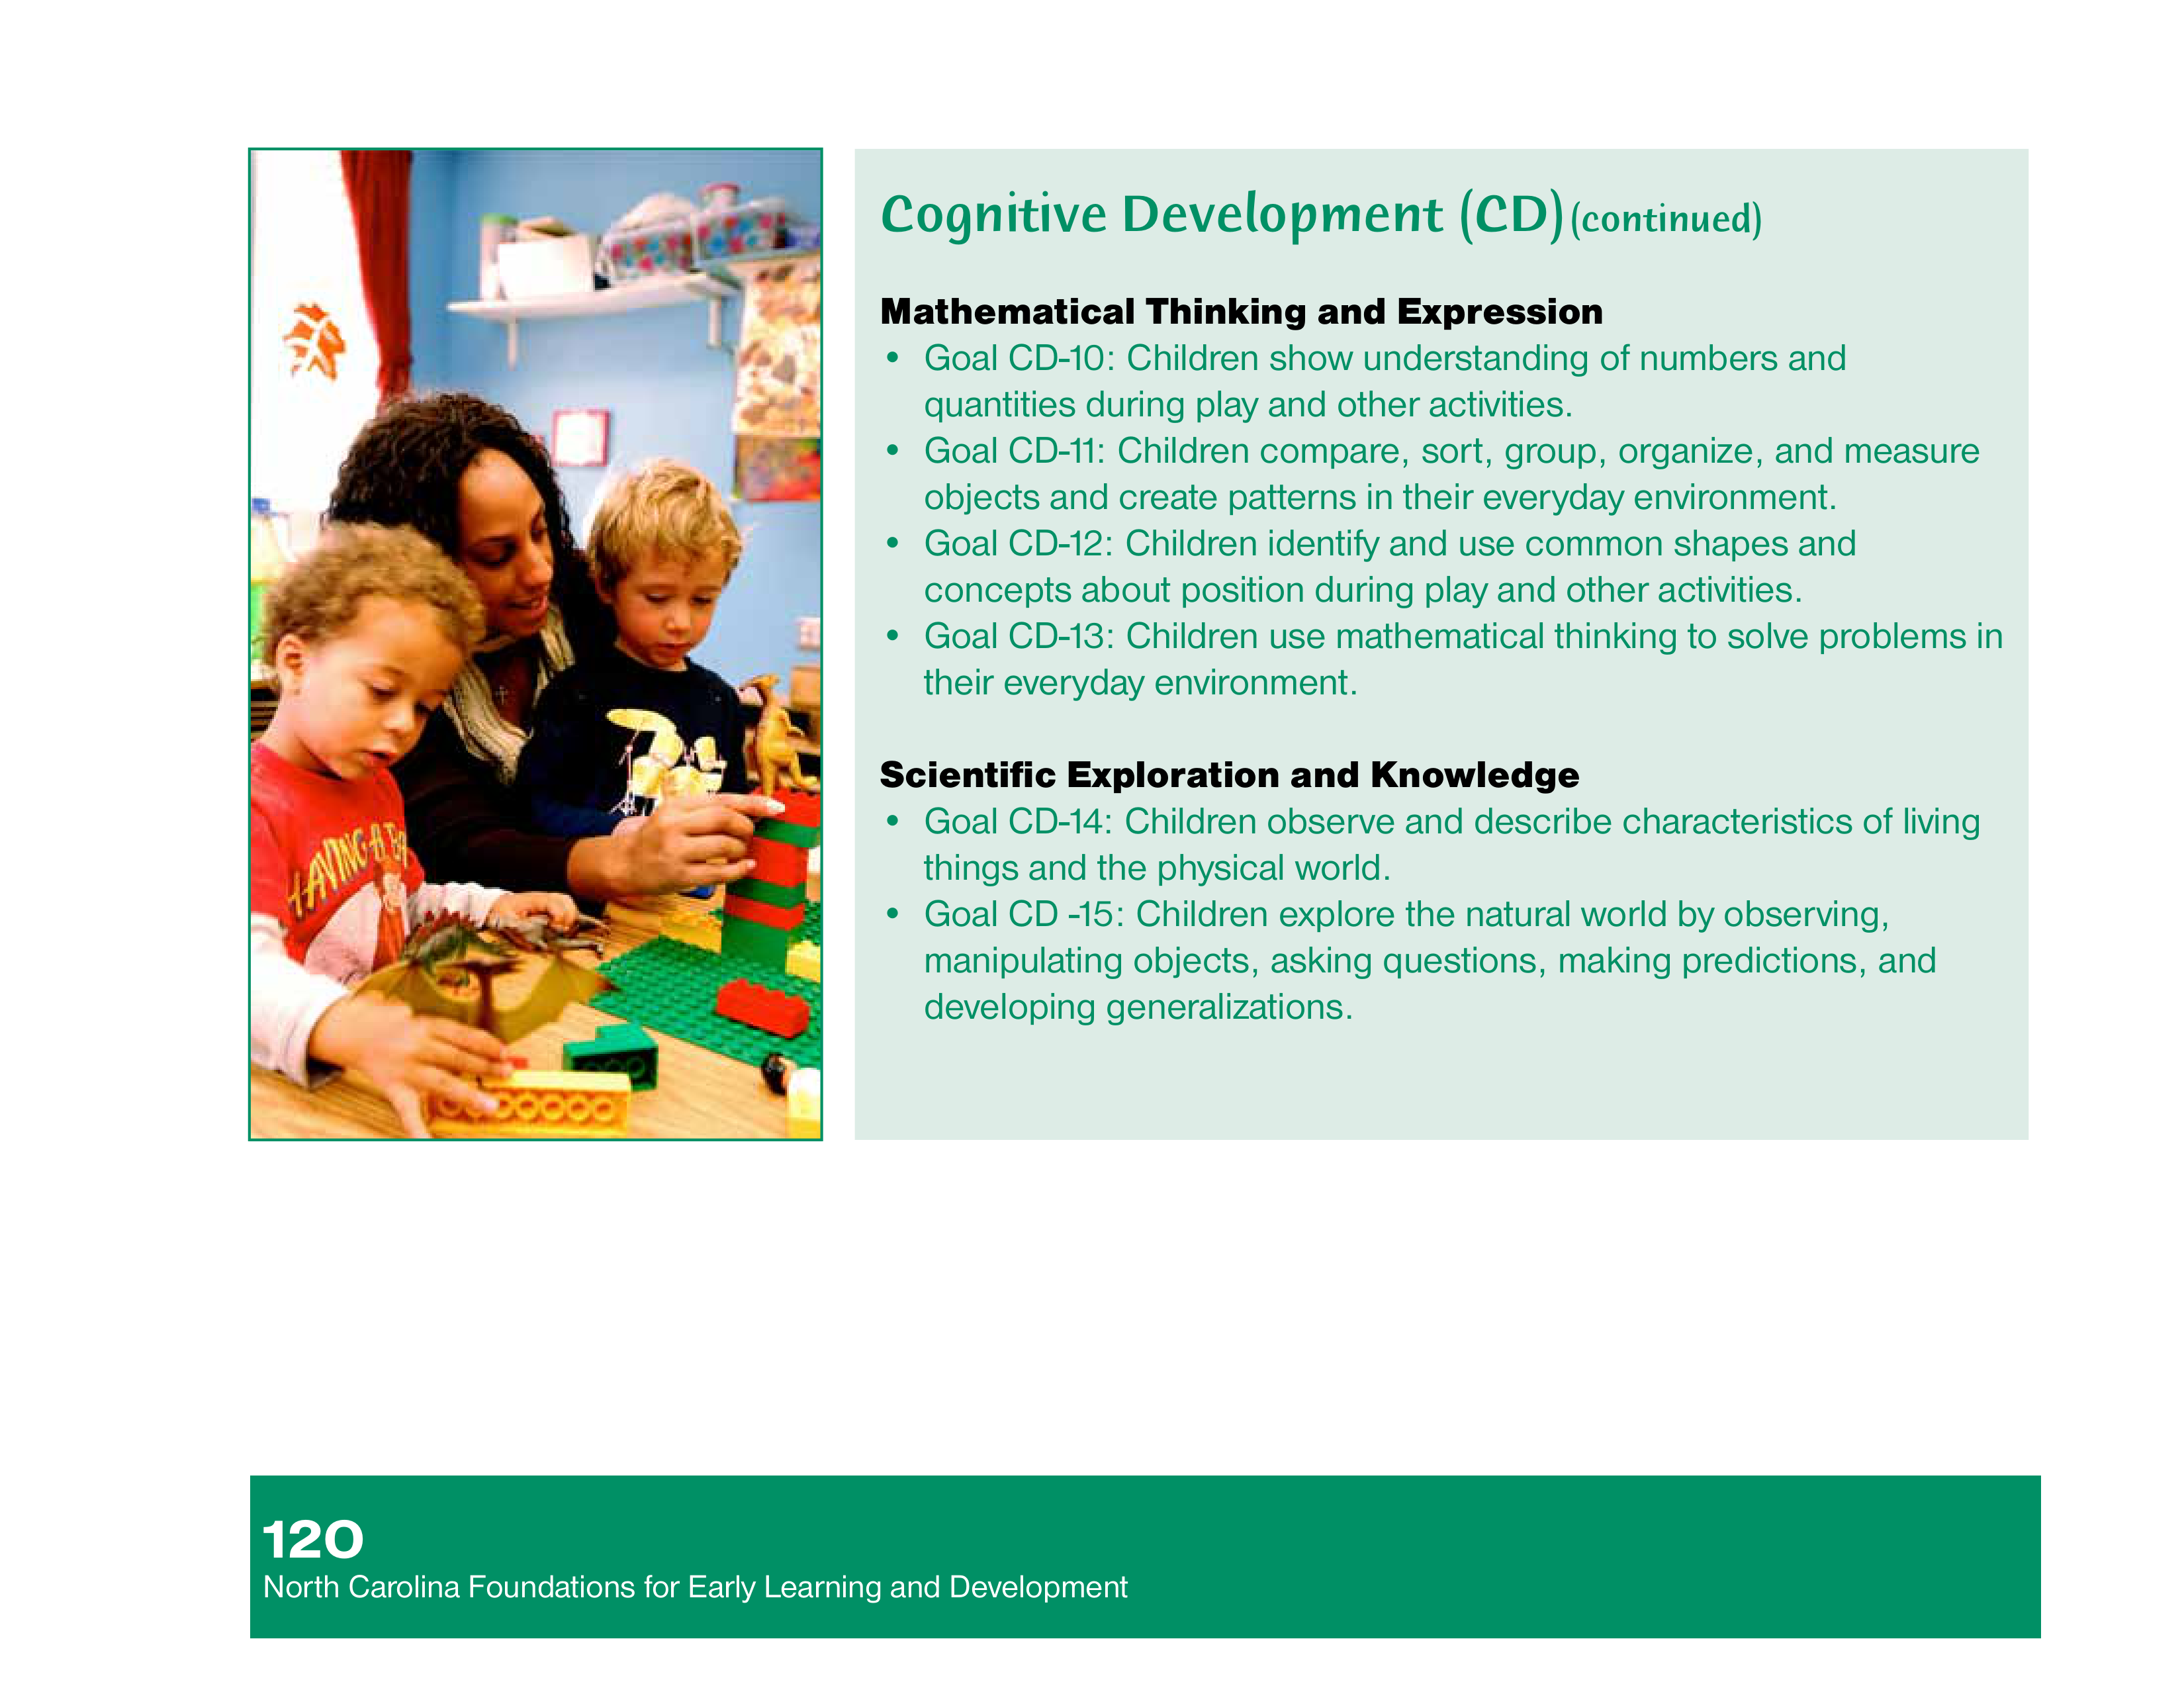 Cognitive Development (CD) (continued)
Mathematical Thinking and Expression
• Goal CD-10: Children show understanding of numbers and
quantities during play and other activities.
• Goal CD-11: Children compare, sort, group, organize, and measure
objects and create patterns in their everyday environment.
• Goal CD-12: Children identify and use common shapes and
concepts about position during play and other activities.
• Goal CD-13: Children use mathematical thinking to solve problems in
their everyday environment.
Scientific Exploration and Knowledge
• Goal CD-14: Children observe and describe characteristics of living
things and the physical world.
• Goal CD -15: Children explore the natural world by observing,
manipulating objects, asking questions, making predictions, and
developing generalizations.
120
North Carolina Foundations for Early Learning and Development